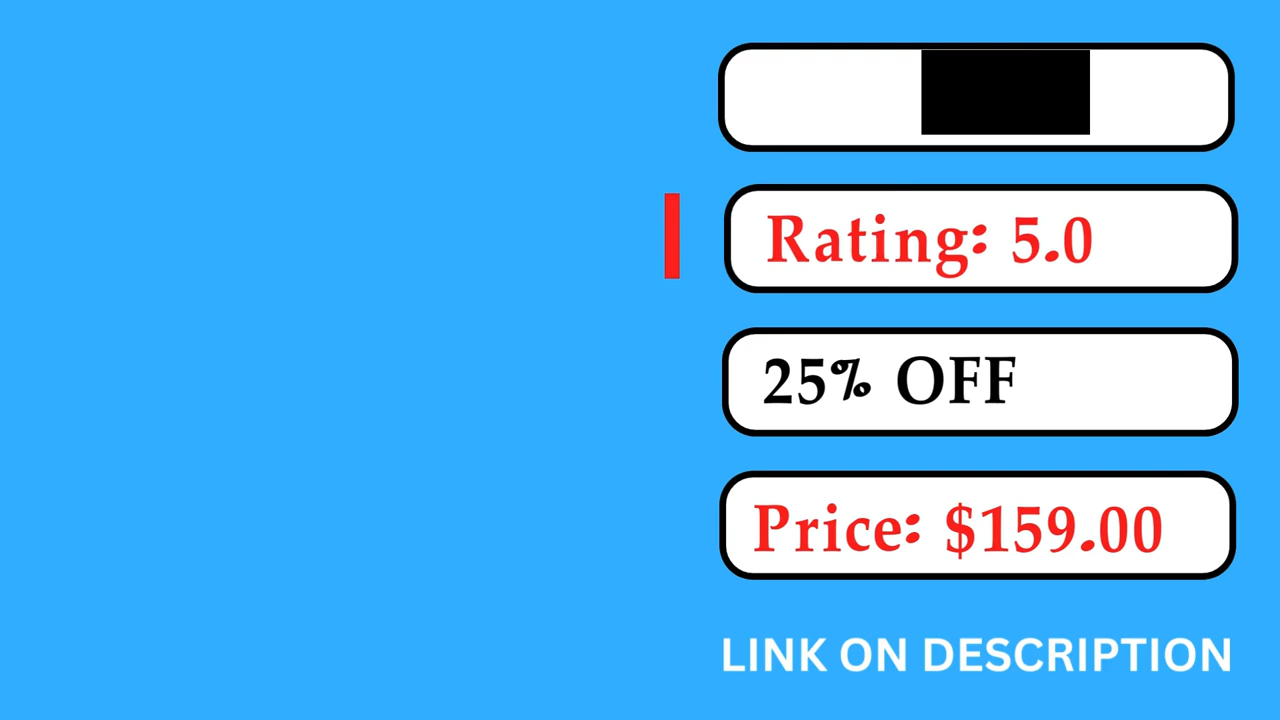 Rating: 5.0
25% OFF
Price: $159.00
LINK ON DESCRIPTION